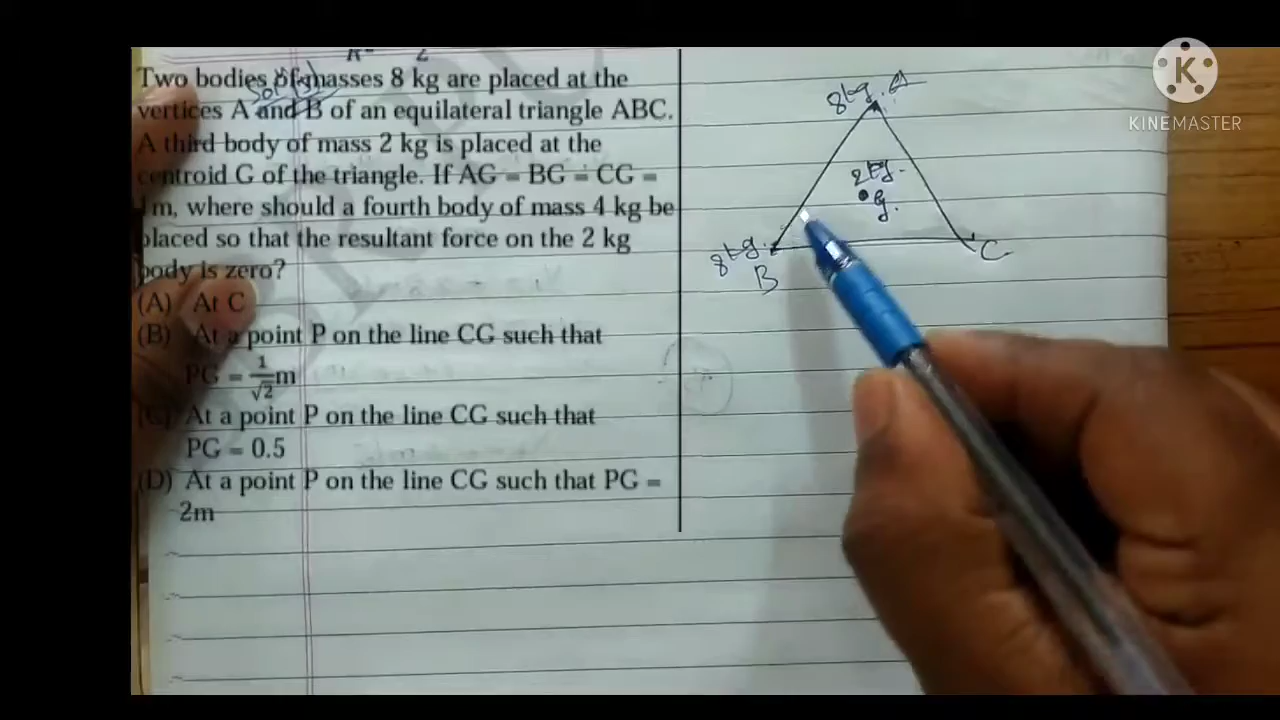 Two bodies of masses 8 kg are placed at the
vertices A and B of an equilateral triangle ABC.
A third body of mass 2 kg is placed at the
centroid G of the triangle. If AG = BG = CG =
1m, where should a fourth body of mass 4 kg be
placed so that the resultant force on the 2 kg
body is zero?
(A) At C
(B) At a point P on the line CG such that
PG = 1/√2 m
(C) At a point P on the line CG such that
PG = 0.5
(D) At a point P on the line CG such that PG =
2m
8kg. A
2kg.
G.
8kg.
B
C
K
KINEMASTER